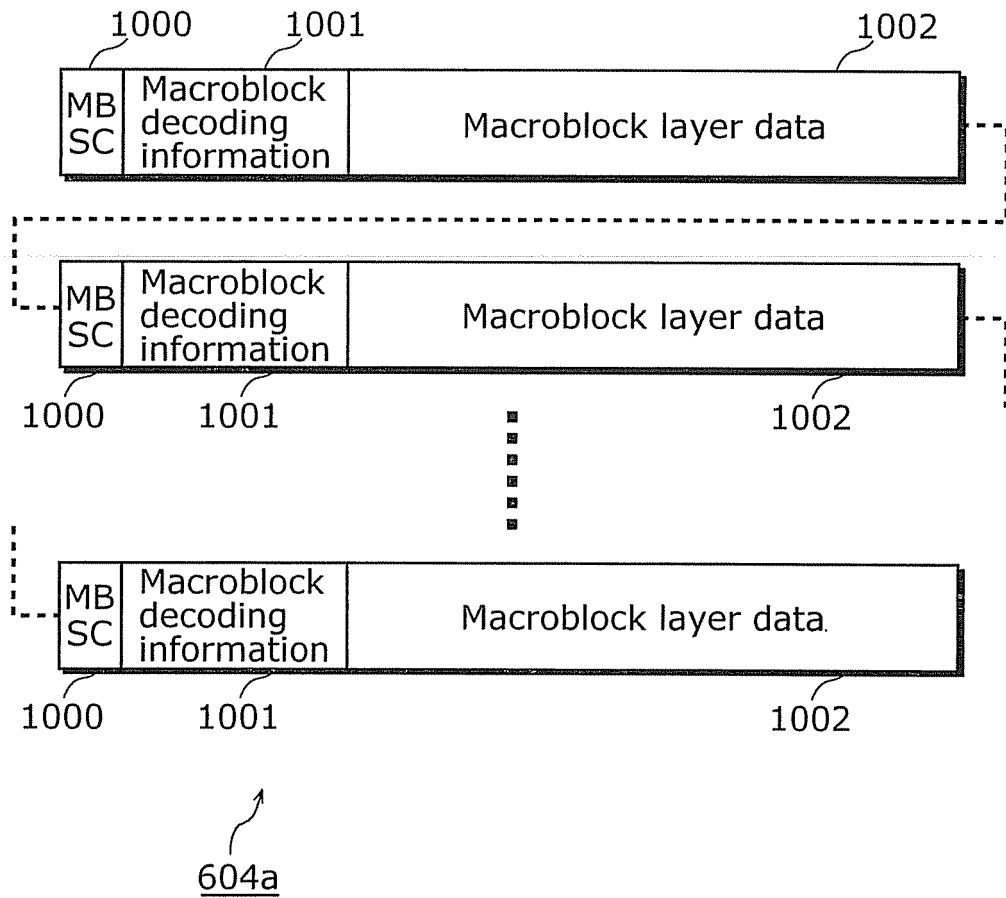 1000 1001 1002
MB
SC
Macroblock
decoding
information
Macroblock layer data
MB
SC
Macroblock
decoding
information
Macroblock layer data
1000 1001 1002
MB
SC
Macroblock
decoding
information
Macroblock layer data
1000 1001 1002
604a